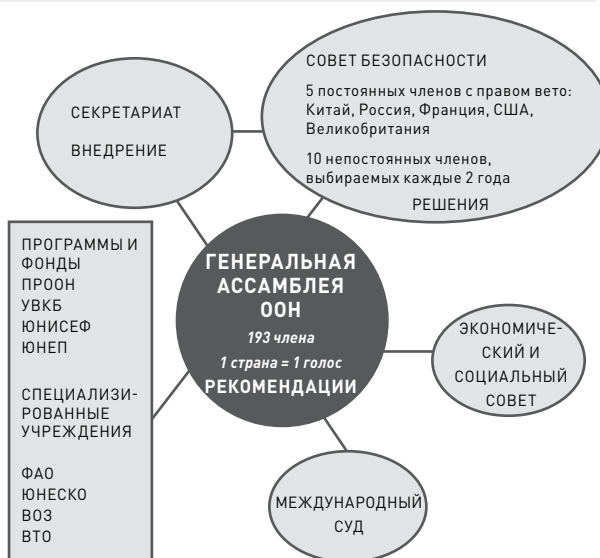 СЕКРЕТАРИАТ
ВНЕДРЕНИЕ
СОВЕТ БЕЗОПАСНОСТИ
5 постоянных членов с правом вето:
Китай, Россия, Франция, США,
Великобритания
10 непостоянных членов,
выбираемых каждые 2 года
РЕШЕНИЯ
ПРОГРАММЫ И
ФОНДЫ
ПРООН
УВКБ
ЮНИСЕФ
ЮНЕП
СПЕЦИАЛИЗИ-
РОВАННЫЕ
УЧРЕЖДЕНИЯ
ФАО
ЮНЕСКО
ВОЗ
ВТО
ГЕНЕРАЛЬНАЯ
АССАМБЛЕЯ
ООН
193 члена
1 страна = 1 голос
РЕКОМЕНДАЦИИ
ЭКОНОМИЧЕ-
СКИЙ И
СОЦИАЛЬНЫЙ
СОВЕТ
МЕЖДУНАРОДНЫЙ
СУД